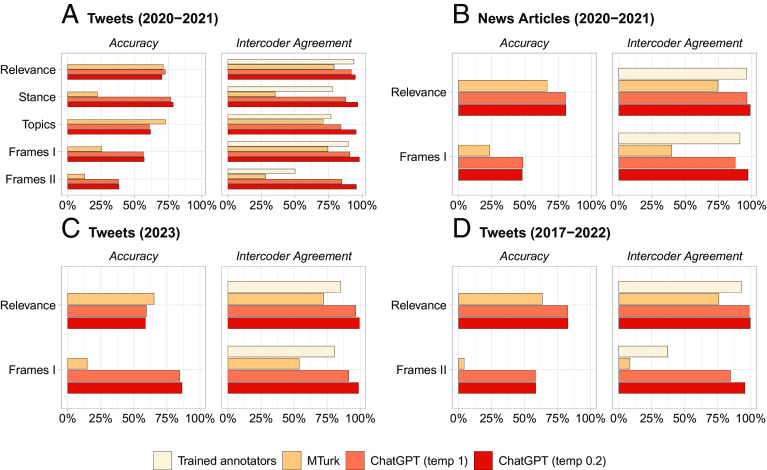 A Tweets (2020−2021)
Accuracy
Intercoder Agreement
Relevance
Stance
Topics
Frames I
Frames II
0% 25% 50% 75% 100%
0% 25% 50% 75% 100%
B News Articles (2020−2021)
Accuracy
Intercoder Agreement
Relevance
Frames I
0% 25% 50% 75% 100%
0% 25% 50% 75% 100%
C Tweets (2023)
Accuracy
Intercoder Agreement
Relevance
Frames I
0% 25% 50% 75% 100%
0% 25% 50% 75% 100%
D Tweets (2017−2022)
Accuracy
Intercoder Agreement
Relevance
Frames II
0% 25% 50% 75% 100%
0% 25% 50% 75% 100%
Trained annotators MTurk ChatGPT (temp 1) ChatGPT (temp 0.2)